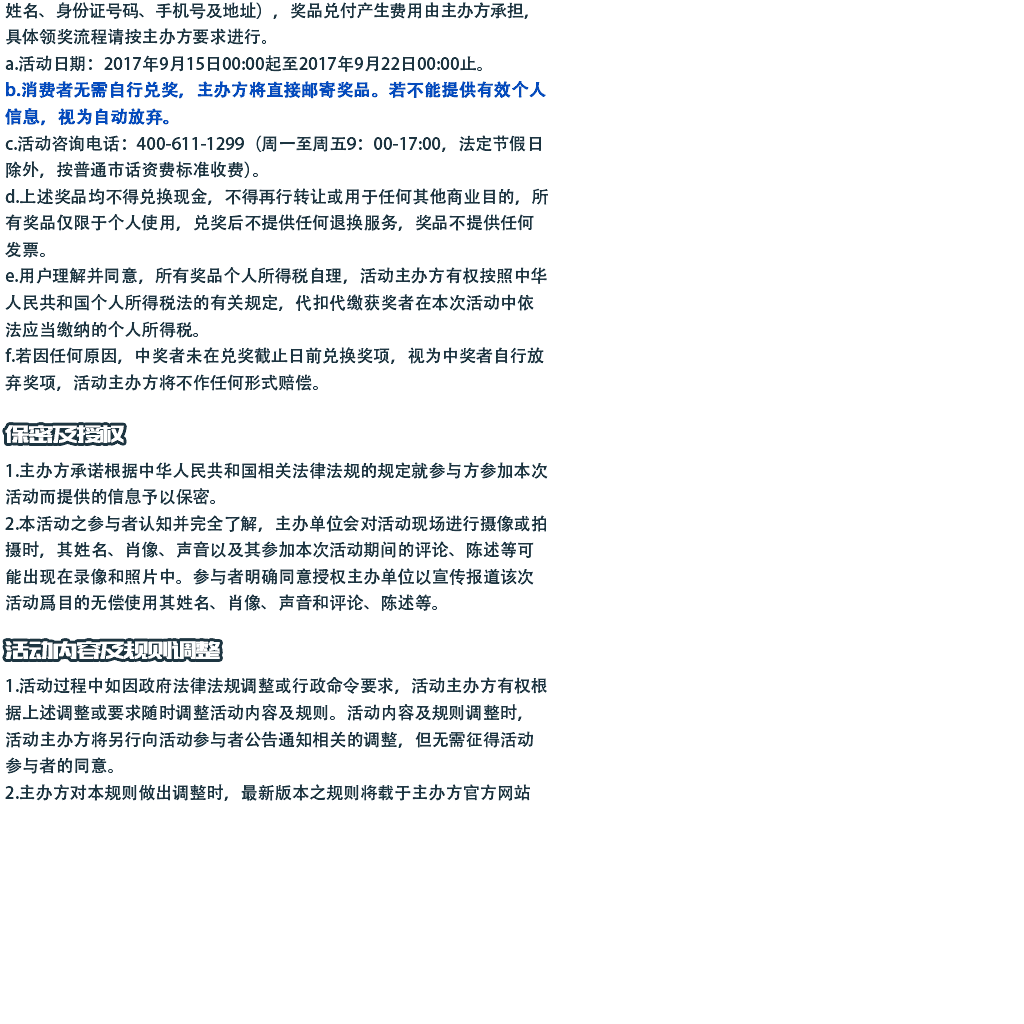 姓名、身份证号码、手机号及地址），奖品兑付产生费用由主办方承担，
具体领奖流程请按主办方要求进行。
a.活动日期：2017年9月15日00:00起至2017年9月22日00:00止。
b.消费者无需自行兑奖，主办方将直接邮寄奖品。若不能提供有效个人
信息，视为自动放弃。
c.活动咨询电话：400-611-1299（周一至周五9：00-17:00，法定节假日
除外，按普通市话资费标准收费）。
d.上述奖品均不得兑换现金，不得再行转让或用于任何其他商业目的，所
有奖品仅限于个人使用，兑奖后不提供任何退换服务，奖品不提供任何
发票。
e.用户理解并同意，所有奖品个人所得税自理，活动主办方有权按照中华
人民共和国个人所得税法的有关规定，代扣代缴获奖者在本次活动中依
法应当缴纳的个人所得税。
f.若因任何原因，中奖者未在兑奖截止日前兑换奖项，视为中奖者自行放
弃奖项，活动主办方将不作任何形式赔偿。
保密及授权
1.主办方承诺根据中华人民共和国相关法律法规的规定就参与方参加本次
活动而提供的信息予以保密。
2.本活动之参与者认知并完全了解，主办单位会对活动现场进行摄像或拍
摄时，其姓名、肖像、声音以及其参加本次活动期间的评论、陈述等可
能出现在录像和照片中。参与者明确同意授权主办单位以宣传报道该次
活动爲目的无偿使用其姓名、肖像、声音和评论、陈述等。
活动内容及规则调整
1.活动过程中如因政府法律法规调整或行政命令要求，活动主办方有权根
据上述调整或要求随时调整活动内容及规则。活动内容及规则调整时，
活动主办方将另行向活动参与者公告通知相关的调整，但无需征得活动
参与者的同意。
2.主办方对本规则做出调整时，最新版本之规则将载于主办方官方网站